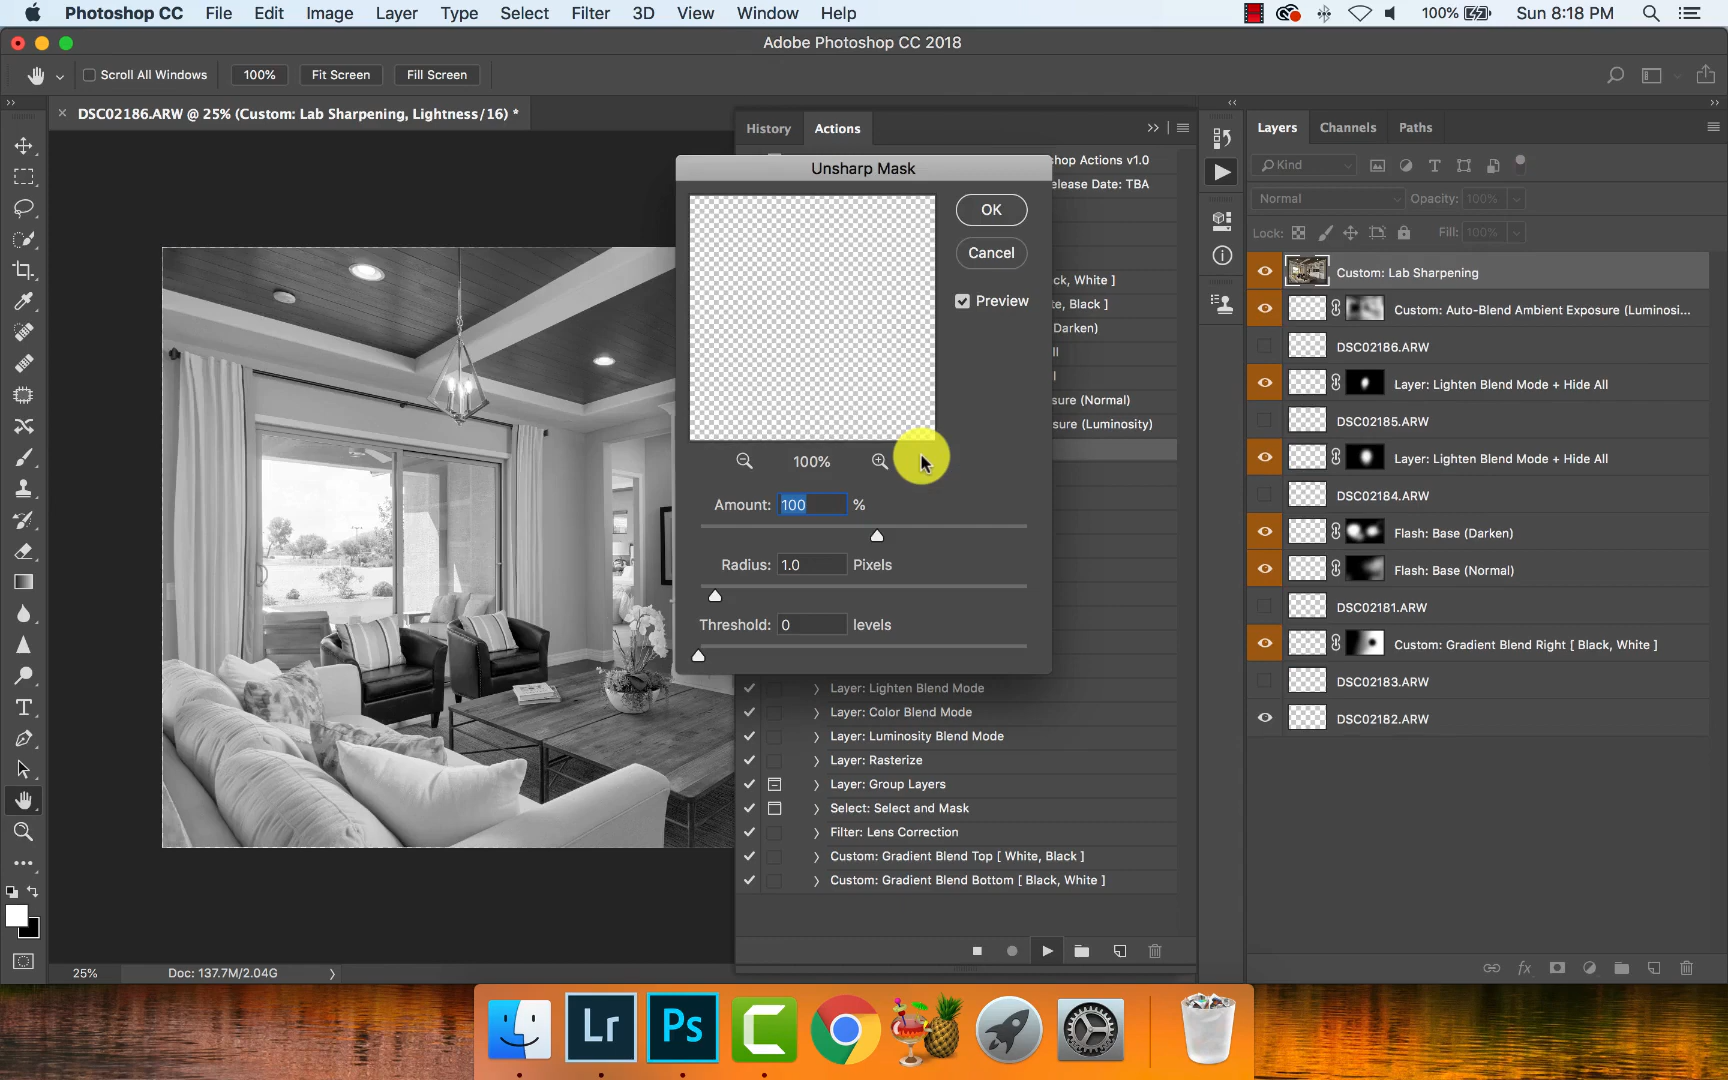 Photoshop CC File Edit Image Layer Type Select Filter 3D View Window Help 100% Sun 8:18 PM
Adobe Photoshop CC 2018
Scroll All Windows 100% Fit Screen Fill Screen
DSC02186.ARW @ 25% (Custom: Lab Sharpening, Lightness/16) *
History Actions
Layers Channels Paths
hop Actions v1.0
elease Date: TBA
Unsharp Mask
OK
Cancel
Preview
ck, White ]
te, Black ]
Darken)
ll
l
sure (Normal)
sure (Luminosity)
100%
Amount: 100 %
Radius: 1.0 Pixels
Threshold: 0 levels
Layer: Lighten Blend Mode
Layer: Color Blend Mode
Layer: Luminosity Blend Mode
Layer: Rasterize
Layer: Group Layers
Select: Select and Mask
Filter: Lens Correction
Custom: Gradient Blend Top [ White, Black ]
Custom: Gradient Blend Bottom [ Black, White ]
Kind
Normal Opacity: 100%
Lock: Fill: 100%
Custom: Lab Sharpening
Custom: Auto-Blend Ambient Exposure (Luminosi...
DSC02186.ARW
Layer: Lighten Blend Mode + Hide All
DSC02185.ARW
Layer: Lighten Blend Mode + Hide All
DSC02184.ARW
Flash: Base (Darken)
Flash: Base (Normal)
DSC02181.ARW
Custom: Gradient Blend Right [ Black, White ]
DSC02183.ARW
DSC02182.ARW
fx
25% Doc: 137.7M/2.04G
Lr Ps